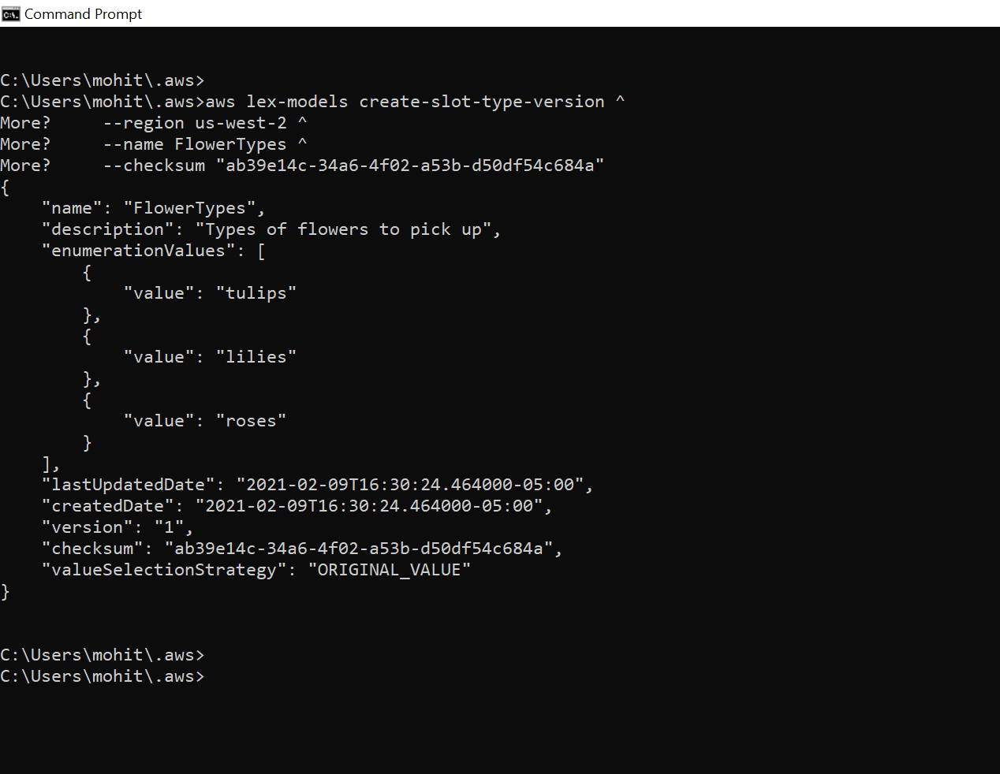 Command Prompt
C:\Users\mohit\.aws>
C:\Users\mohit\.aws>aws lex-models create-slot-type-version ^
More?     --region us-west-2 ^
More?     --name FlowerTypes ^
More?     --checksum "ab39e14c-34a6-4f02-a53b-d50df54c684a"
{
    "name": "FlowerTypes",
    "description": "Types of flowers to pick up",
    "enumerationValues": [
        {
            "value": "tulips"
        },
        {
            "value": "lilies"
        },
        {
            "value": "roses"
        }
    ],
    "lastUpdatedDate": "2021-02-09T16:30:24.464000-05:00",
    "createdDate": "2021-02-09T16:30:24.464000-05:00",
    "version": "1",
    "checksum": "ab39e14c-34a6-4f02-a53b-d50df54c684a",
    "valueSelectionStrategy": "ORIGINAL_VALUE"
}
C:\Users\mohit\.aws>
C:\Users\mohit\.aws>